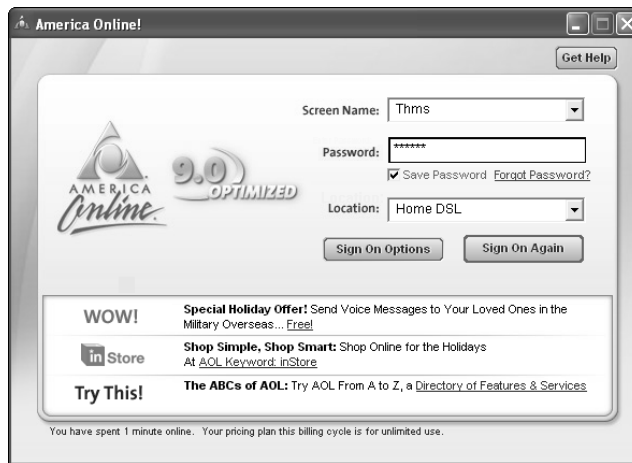 America Online!
Get Help
Screen Name: Thms
Password: ******
Save Password Forgot Password?
Location: Home DSL
Sign On Options Sign On Again
AMERICA
Online.
9.0
OPTIMIZED
WOW! Special Holiday Offer! Send Voice Messages to Your Loved Ones in the
Military Overseas... Free!
in Store Shop Simple, Shop Smart: Shop Online for the Holidays
At AOL Keyword: inStore
Try This! The ABCs of AOL: Try AOL From A to Z, a Directory of Features & Services
You have spent 1 minute online. Your pricing plan this billing cycle is for unlimited use.